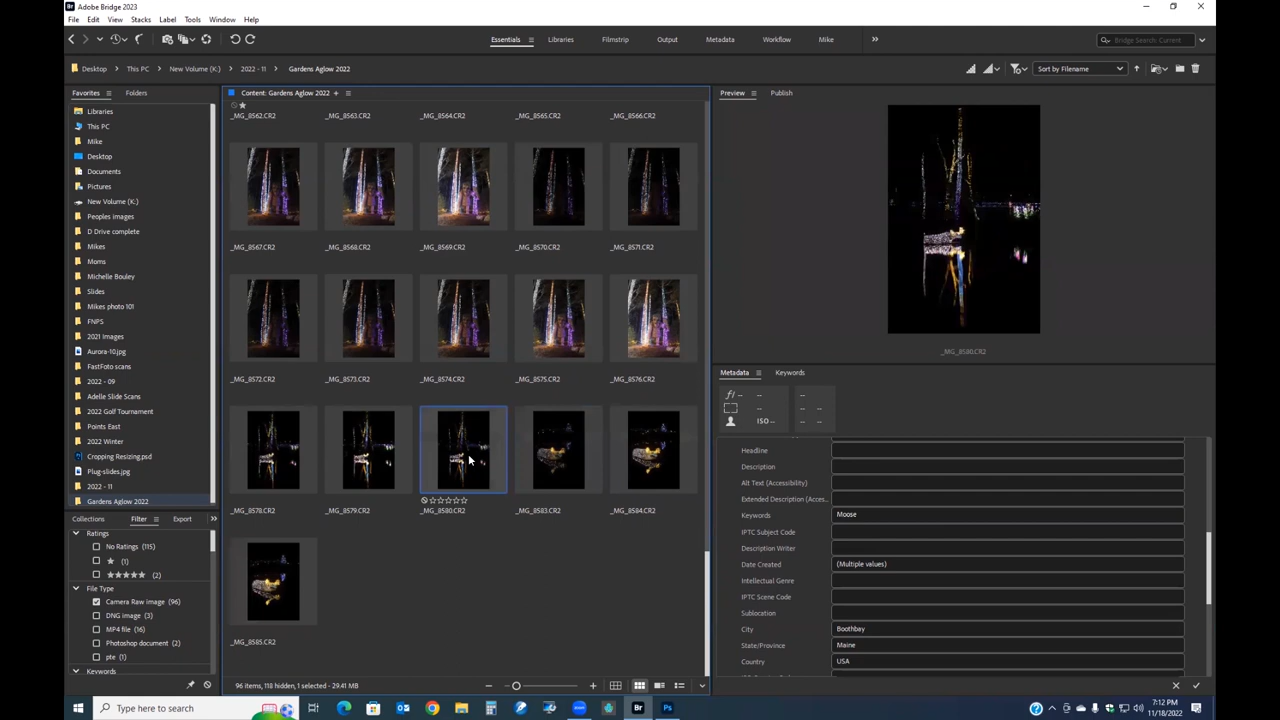 Br Adobe Bridge 2023
File Edit View Stacks Label Tools Window Help
Essentials Libraries Filmstrip Output Metadata Workflow Mike Bridge Search: Current
Desktop This PC New Volume (K:) 2022 - 11 Gardens Aglow 2022 Sort by Filename
Favorites Folders
Content: Gardens Aglow 2022
Preview Publish
Libraries
This PC
Mike
Desktop
Documents
Pictures
New Volume (K:)
Peoples images
D Drive complete
Mikes
Moms
Michelle Bouley
Slides
Mikes photo 101
FNPS
2021 Images
Aurora-10.jpg
FastFoto scans
2022 - 09
Adelle Slide Scans
2022 Golf Tournament
Points East
2022 Winter
Cropping Resizing.psd
Plug-slides.jpg
2022 - 11
Gardens Aglow 2022
Collections Filter Export
Ratings
No Ratings (115)
★ (1)
★★★★★ (2)
File Type
Camera Raw image (96)
DNG image (3)
MP4 file (16)
Photoshop document (2)
pte (1)
Keywords
_MG_8562.CR2 _MG_8563.CR2 _MG_8564.CR2 _MG_8565.CR2 _MG_8566.CR2
_MG_8567.CR2 _MG_8568.CR2 _MG_8569.CR2 _MG_8570.CR2 _MG_8571.CR2
_MG_8572.CR2 _MG_8573.CR2 _MG_8574.CR2 _MG_8575.CR2 _MG_8576.CR2
_MG_8578.CR2 _MG_8579.CR2 _MG_8580.CR2 _MG_8583.CR2 _MG_8584.CR2
_MG_8585.CR2
96 items, 118 hidden, 1 selected - 29.41 MB
_MG_8580.CR2
Metadata Keywords
f/ -- -- --
-- -- --
ISO --
Headline
Description
Alt Text (Accessibility)
Extended Description (Acces...
Keywords Moose
IPTC Subject Code
Description Writer
Date Created (Multiple values)
Intellectual Genre
IPTC Scene Code
Sublocation
City Boothbay
State/Province Maine
Country USA
Type here to search
Br
Ps
7:12 PM
11/18/2022